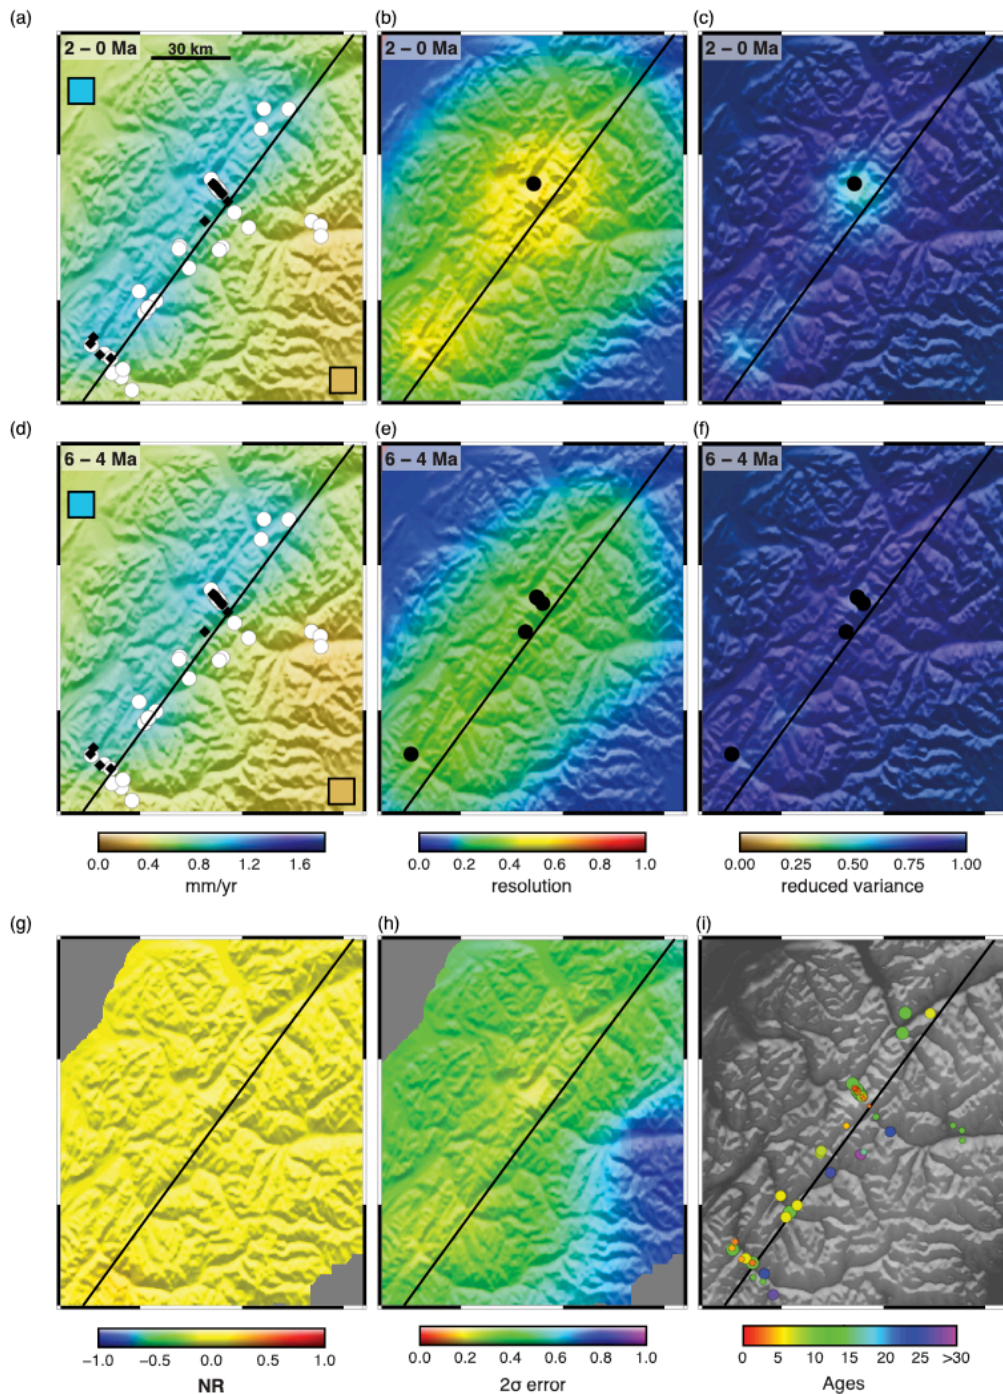 (a) (b) (c)
2 – 0 Ma 30 km 2 – 0 Ma 2 – 0 Ma
(d) (e) (f)
6 – 4 Ma 6 – 4 Ma 6 – 4 Ma
0.0 0.4 0.8 1.2 1.6 0.0 0.2 0.4 0.6 0.8 1.0 0.00 0.25 0.50 0.75 1.00
mm/yr resolution reduced variance
(g) (h) (i)
-1.0 -0.5 0.0 0.5 1.0 0.0 0.2 0.4 0.6 0.8 1.0 0 5 10 15 20 25 >30
NR 2σ error Ages